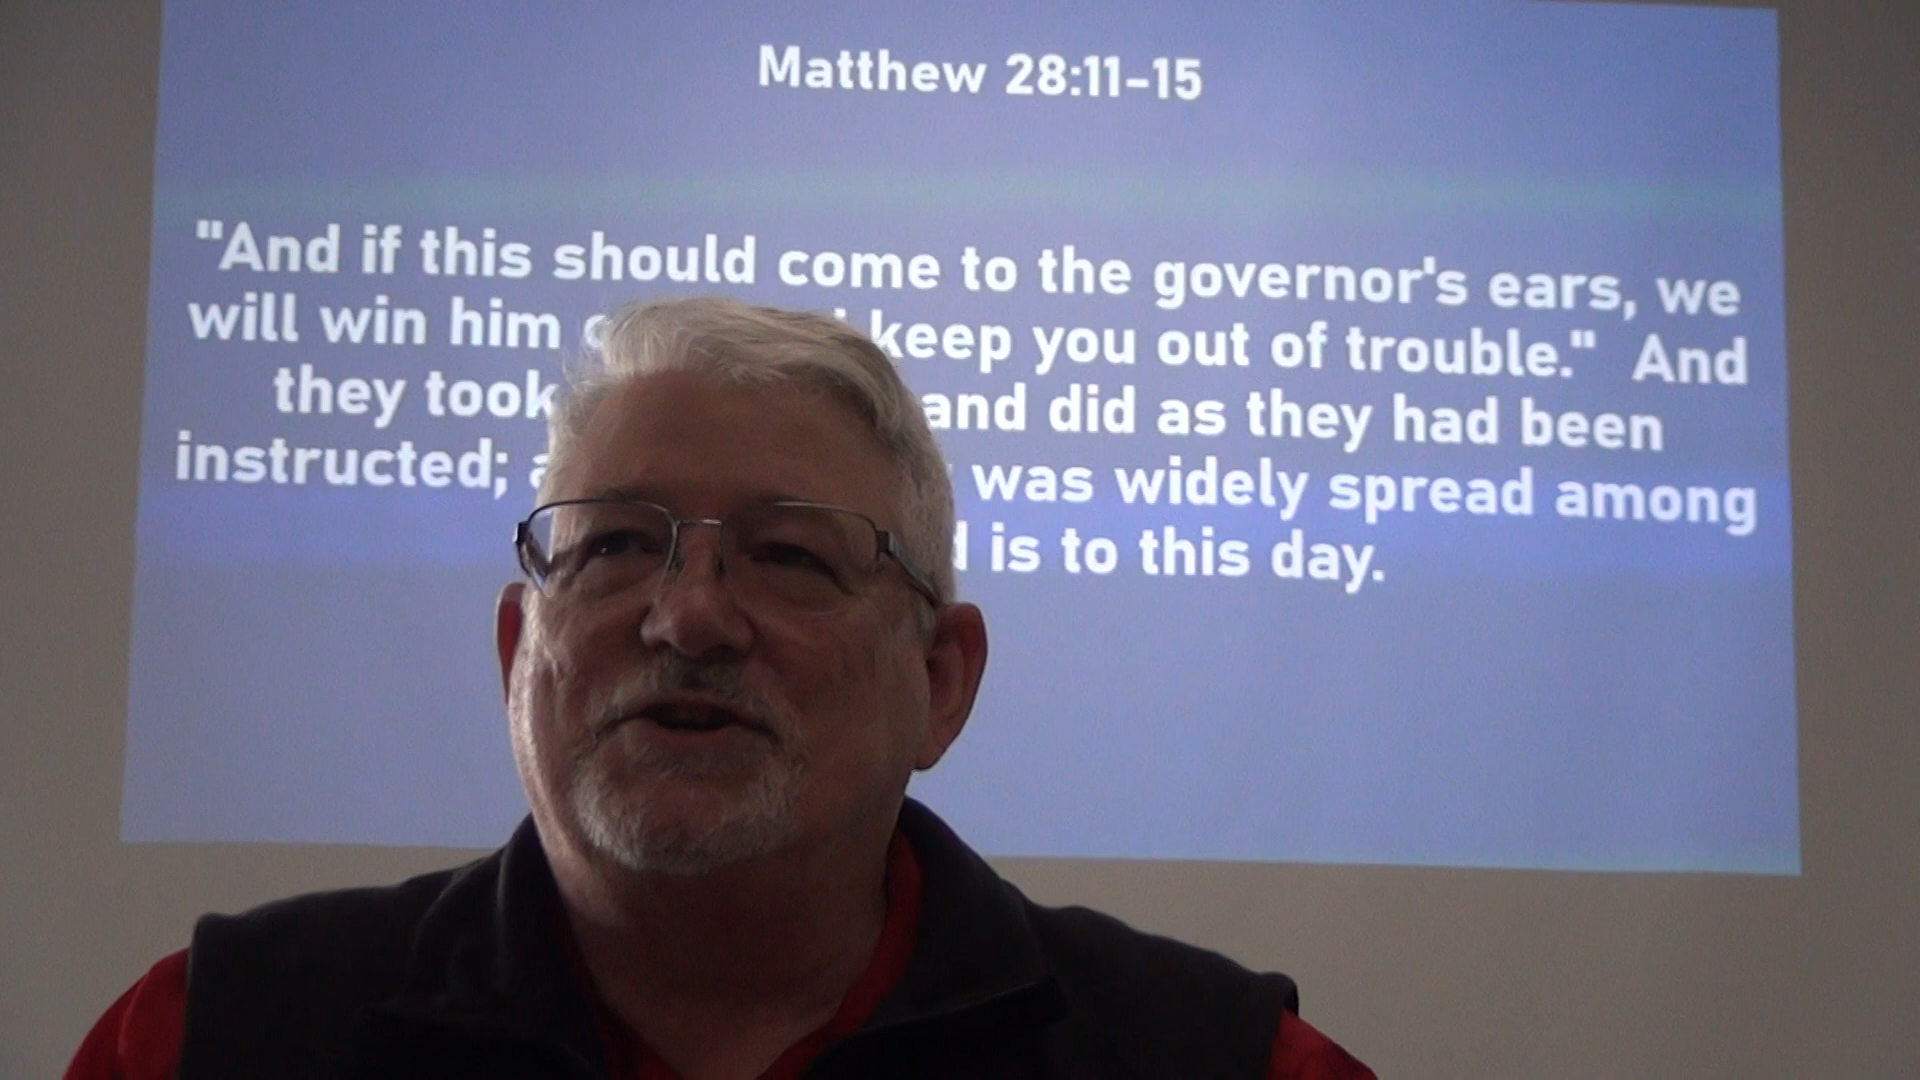 Matthew 28:11-15
"And if this should come to the governor's ears, we
will win him keep you out of trouble." And
they took and did as they had been
instructed; was widely spread among
is to this day.